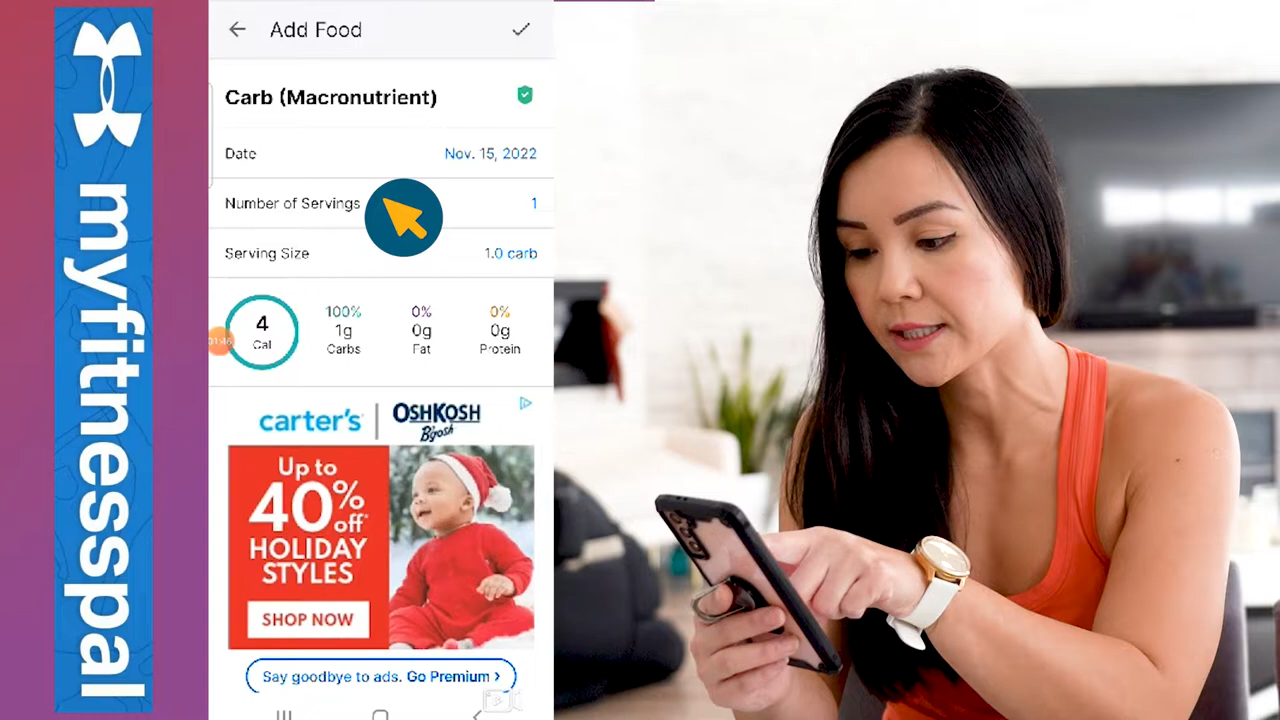 myfitnesspal
Add Food
Carb (Macronutrient)
Date
Nov. 15, 2022
Number of Servings
1
Serving Size
1.0 carb
4
Cal
100%
1g
Carbs
0%
0g
Fat
0%
0g
Protein
01:46
carter's
OSHKOSH
B'gosh
Up to
40%
off*
HOLIDAY
STYLES
SHOP NOW
Say goodbye to ads. Go Premium ›